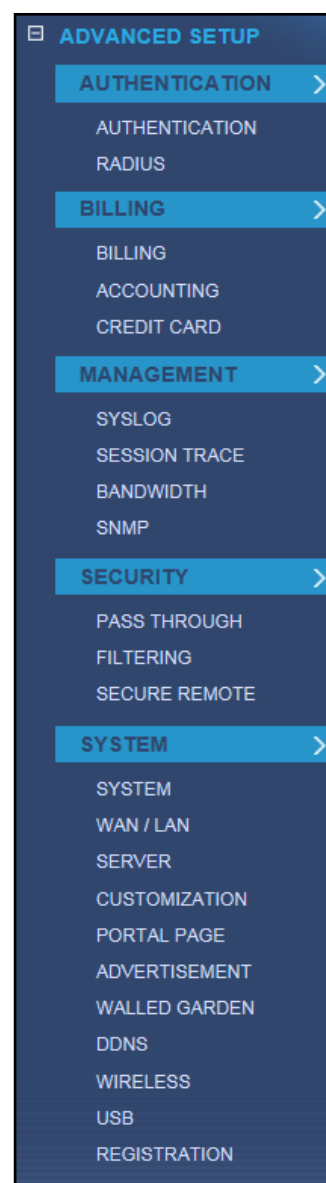 ADVANCED SETUP
AUTHENTICATION
AUTHENTICATION
RADIUS
BILLING
BILLING
ACCOUNTING
CREDIT CARD
MANAGEMENT
SYSLOG
SESSION TRACE
BANDWIDTH
SNMP
SECURITY
PASS THROUGH
FILTERING
SECURE REMOTE
SYSTEM
SYSTEM
WAN / LAN
SERVER
CUSTOMIZATION
PORTAL PAGE
ADVERTISEMENT
WALLED GARDEN
DDNS
WIRELESS
USB
REGISTRATION